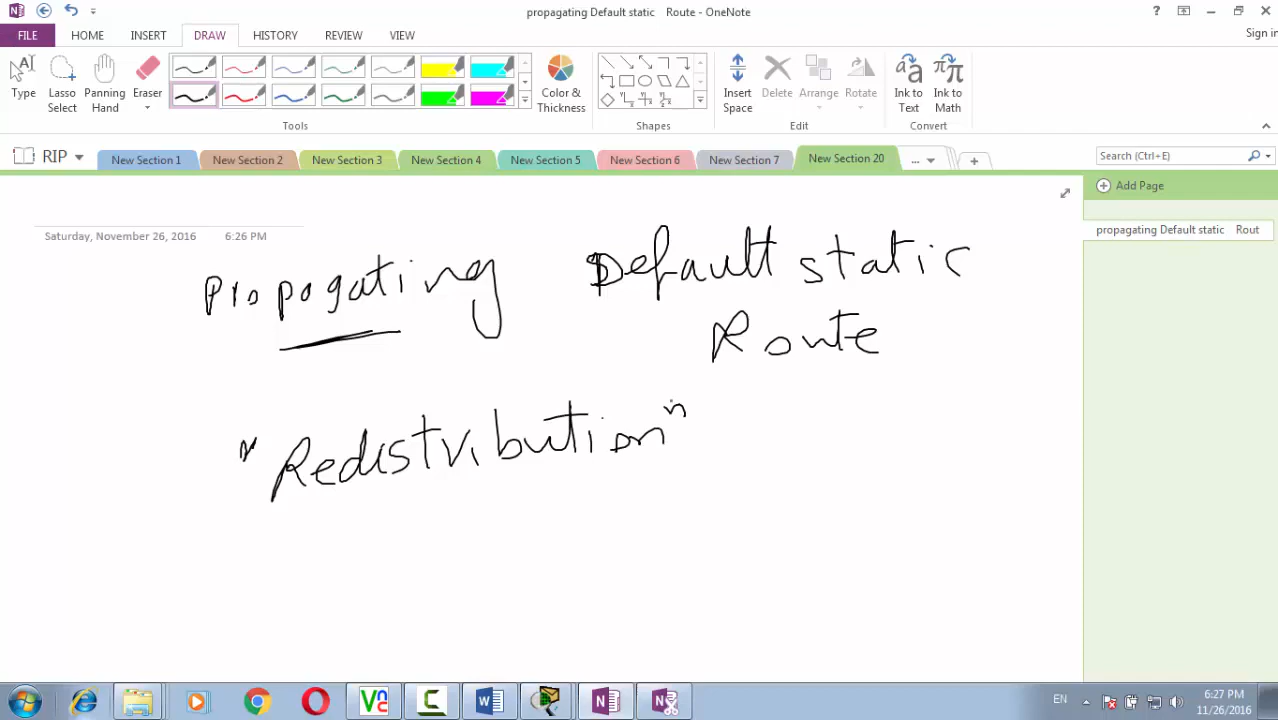 propagating Default static Route - OneNote
? 
Sign in
FILE HOME INSERT DRAW HISTORY REVIEW VIEW
Type
Lasso Select
Panning Hand
Eraser
Color & Thickness
Insert Space
Delete
Arrange
Rotate
Ink to Text
Ink to Math
Tools
Shapes
Edit
Convert
RIP New Section 1 New Section 2 New Section 3 New Section 4 New Section 5 New Section 6 New Section 7 New Section 20 ...
Search (Ctrl+E)
Add Page
propagating Default static Rout
Saturday, November 26, 2016 6:26 PM
Propogating Default static
Route
"Redistribution"
EN
6:27 PM
11/26/2016